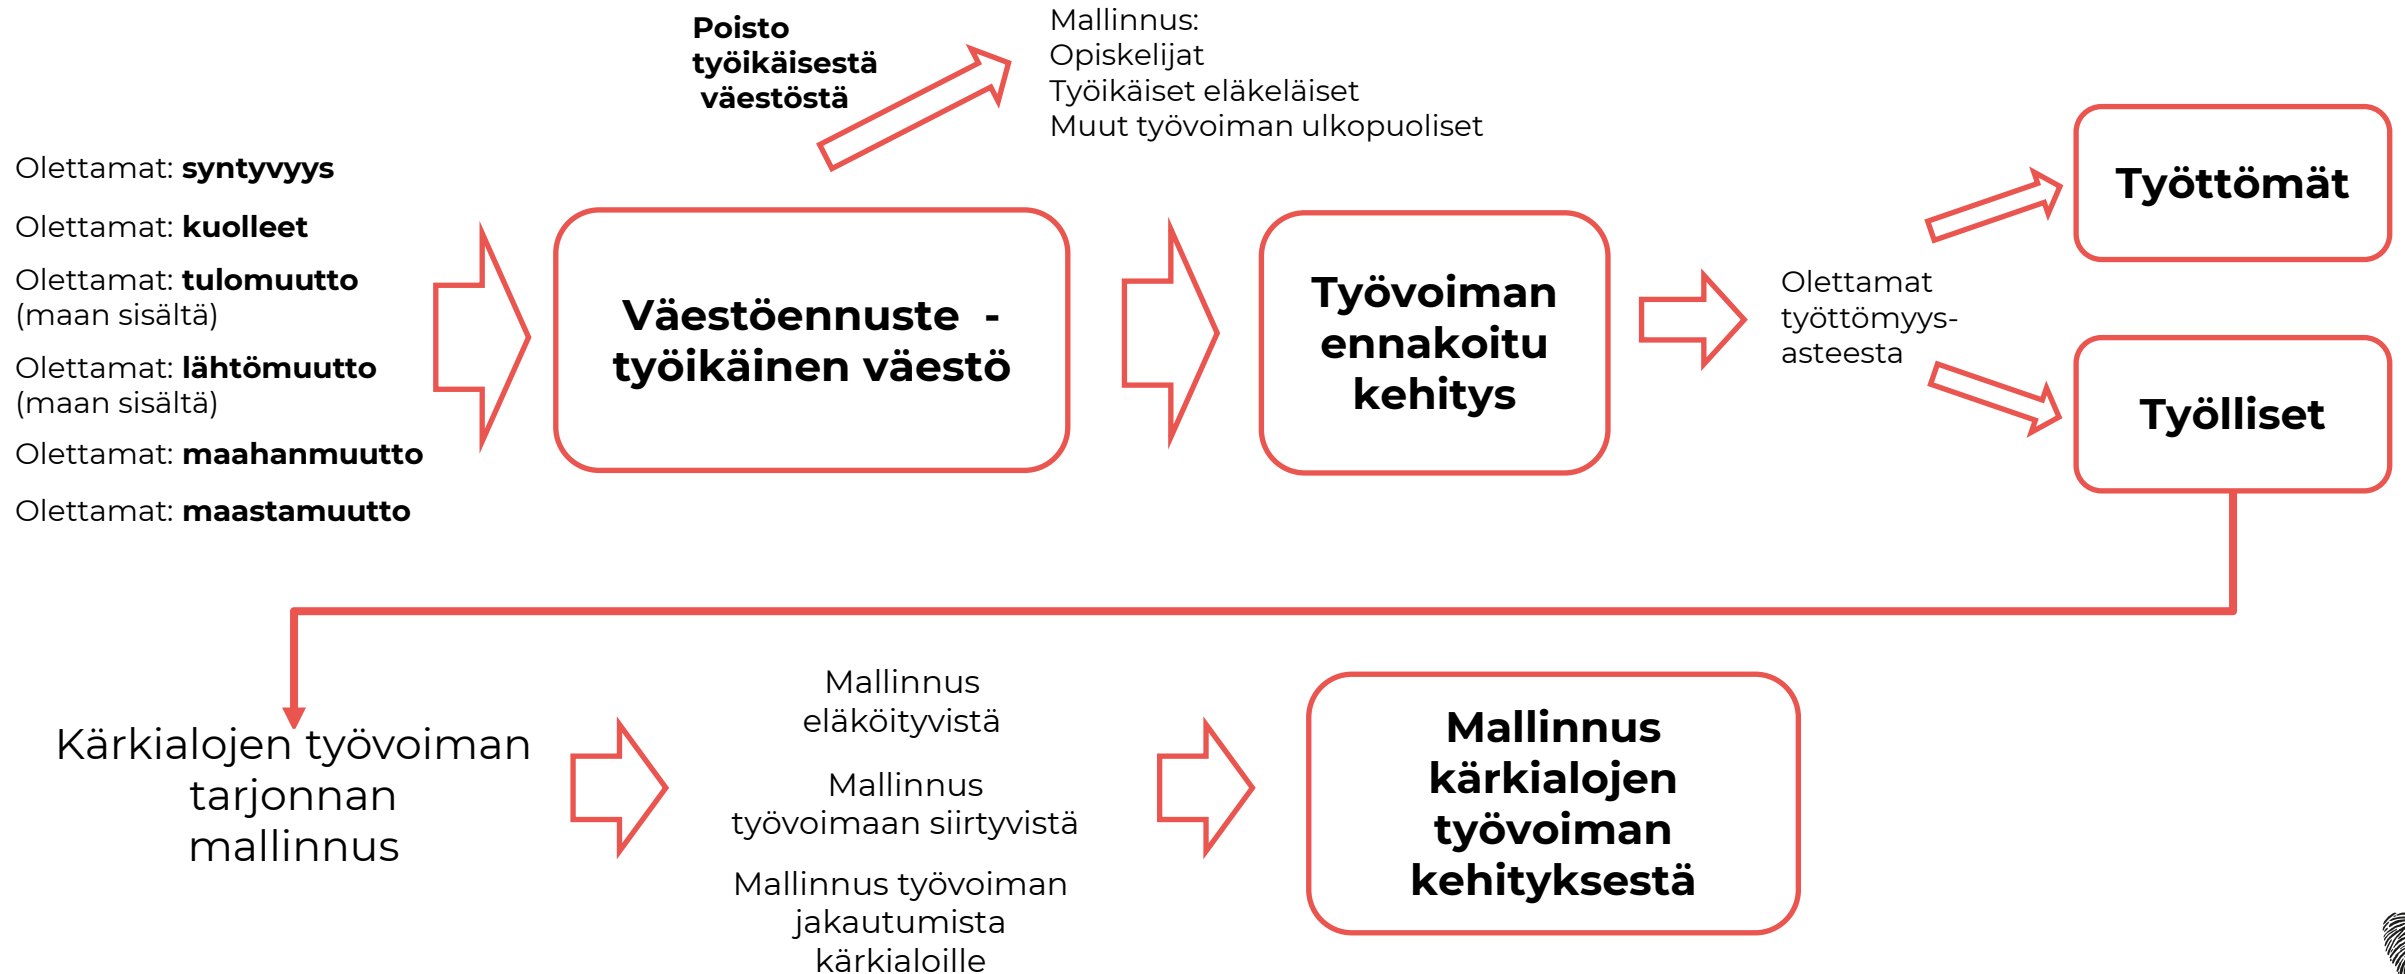 Poisto
työikäisestä
väestöstä
Mallinnus:
Opiskelijat
Työikäiset eläkeläiset
Muut työvoiman ulkopuoliset
Olettamat: syntyvyys
Olettamat: kuolleet
Olettamat: tulomuutto
(maan sisältä)
Olettamat: lähtömuutto
(maan sisältä)
Olettamat: maahanmuutto
Olettamat: maastamuutto
Väestöennuste -
työikäinen väestö
Työvoiman
ennakoitu
kehitys
Olettamat
työttömyys-
asteesta
Työttömät
Työlliset
Kärkialojen työvoiman
tarjonnan
mallinnus
Mallinnus
eläköityvistä
Mallinnus
työvoimaan siirtyvistä
Mallinnus työvoiman
jakautumista
kärkialoille
Mallinnus
kärkialojen
työvoiman
kehityksestä